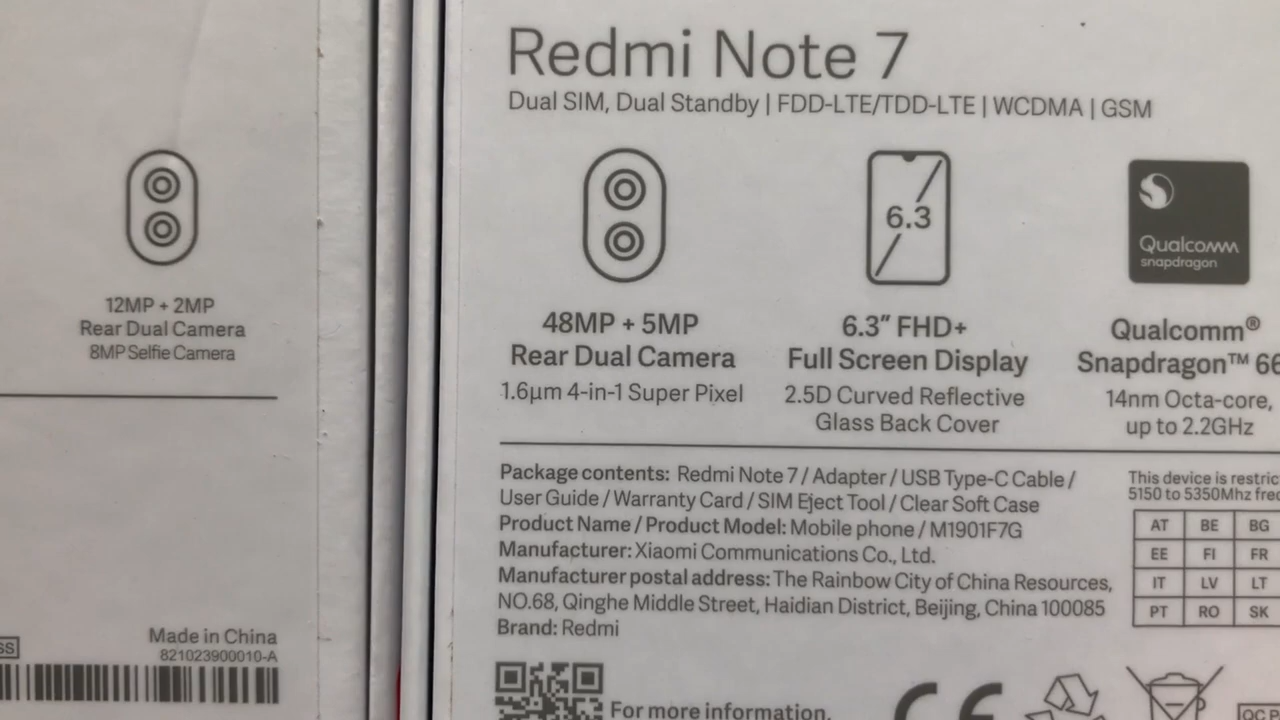 12MP + 2MP
Rear Dual Camera
8MP Selfie Camera
SS
Made in China
821023900010-A
Redmi Note 7
Dual SIM, Dual Standby | FDD-LTE/TDD-LTE | WCDMA | GSM
6.3
Qualcomm
snapdragon
48MP + 5MP
Rear Dual Camera
1.6µm 4-in-1 Super Pixel
6.3″ FHD+
Full Screen Display
2.5D Curved Reflective
Glass Back Cover
Qualcomm®
Snapdragon™ 66
14nm Octa-core,
up to 2.2GHz
Package contents: Redmi Note 7 / Adapter / USB Type-C Cable /
User Guide / Warranty Card / SIM Eject Tool / Clear Soft Case
Product Name / Product Model: Mobile phone / M1901F7G
Manufacturer: Xiaomi Communications Co., Ltd.
Manufacturer postal address: The Rainbow City of China Resources,
NO.68, Qinghe Middle Street, Haidian District, Beijing, China 100085
Brand: Redmi
This device is restric
5150 to 5350Mhz fre
AT BE BG
EE FI FR
IT LV LT
PT RO SK
For more information,
CE
QC P